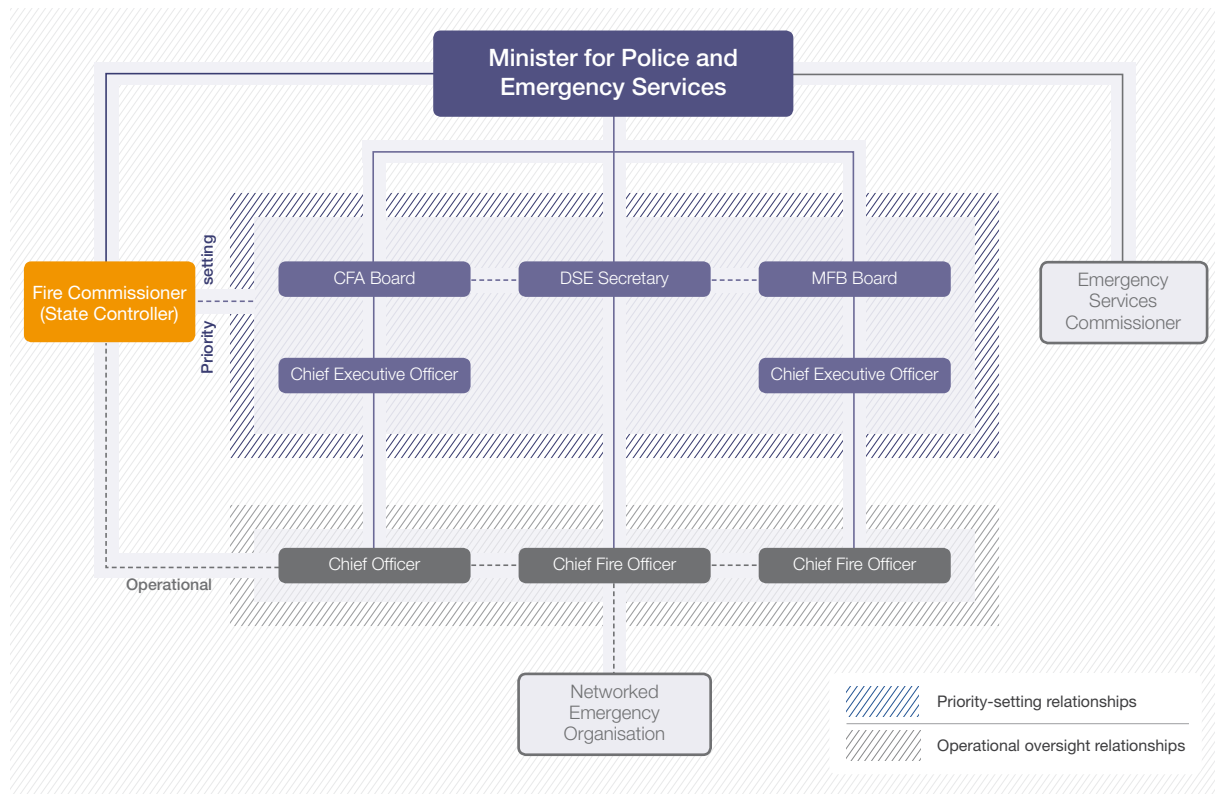 Minister for Police and
Emergency Services
setting
Priority
Fire Commissioner
(State Controller)
CFA Board
DSE Secretary
MFB Board
Emergency
Services
Commissioner
Chief Executive Officer
Chief Executive Officer
Operational
Chief Officer
Chief Fire Officer
Chief Fire Officer
Networked
Emergency
Organisation
Priority-setting relationships
Operational oversight relationships